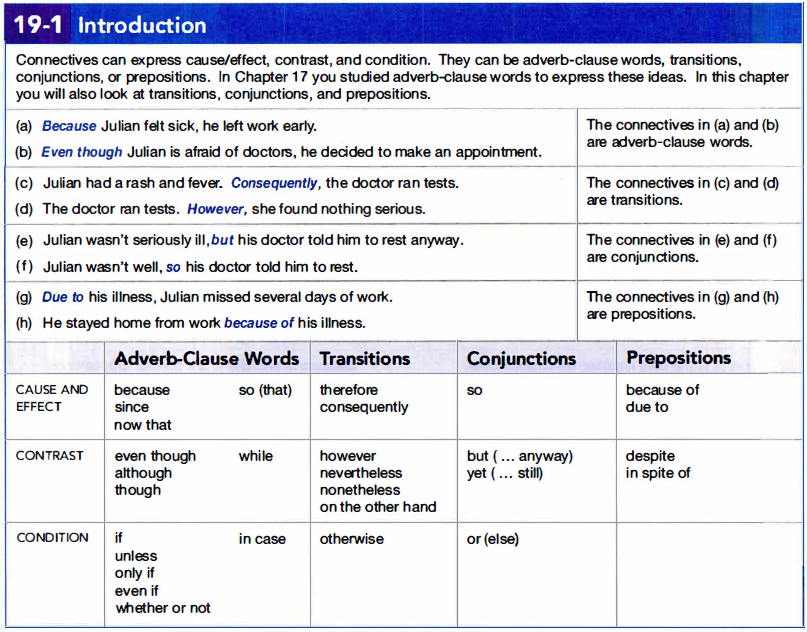 19-1 Introduction
Connectives can express cause/effect, contrast, and condition. They can be adverb-clause words, transitions,
conjunctions, or prepositions. In Chapter 17 you studied adverb-clause words to express these ideas. In this chapter
you will also look at transitions, conjunctions, and prepositions.
(a) Because Julian felt sick, he left work early.
(b) Even though Julian is afraid of doctors, he decided to make an appointment.
The connectives in (a) and (b)
are adverb-clause words.
(c) Julian had a rash and fever. Consequently, the doctor ran tests.
(d) The doctor ran tests. However, she found nothing serious.
The connectives in (c) and (d)
are transitions.
(e) Julian wasn't seriously ill, but his doctor told him to rest anyway.
(f) Julian wasn't well, so his doctor told him to rest.
The connectives in (e) and (f)
are conjunctions.
(g) Due to his illness, Julian missed several days of work.
(h) He stayed home from work because of his illness.
The connectives in (g) and (h)
are prepositions.
Adverb-Clause Words Transitions Conjunctions Prepositions
CAUSE AND because so (that) therefore so because of
EFFECT since consequently due to
now that
CONTRAST even though while however but ( ... anyway) despite
although nevertheless yet ( ... still) in spite of
though nonetheless
on the other hand
CONDITION if in case otherwise or (else)
unless
only if
even if
whether or not